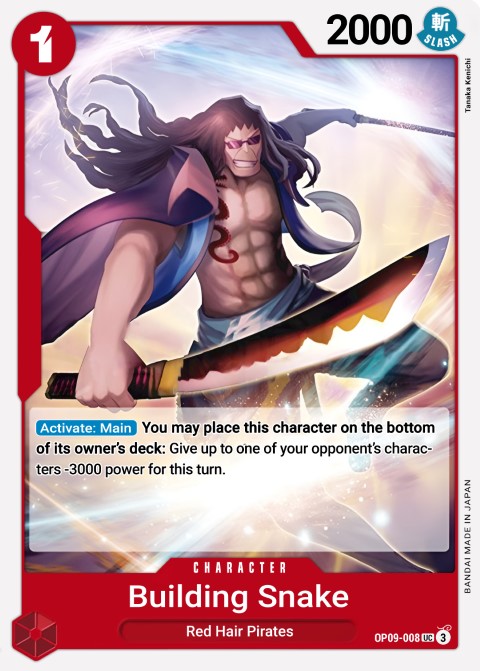 1
2000
斬
SLASH
Tanaka Kenichi
Activate: Main You may place this character on the bottom
of its owner's deck: Give up to one of your opponent's charac-
ters -3000 power for this turn.
BANDAI MADE IN JAPAN
CHARACTER
Building Snake
Red Hair Pirates
OP09-008 UC 3